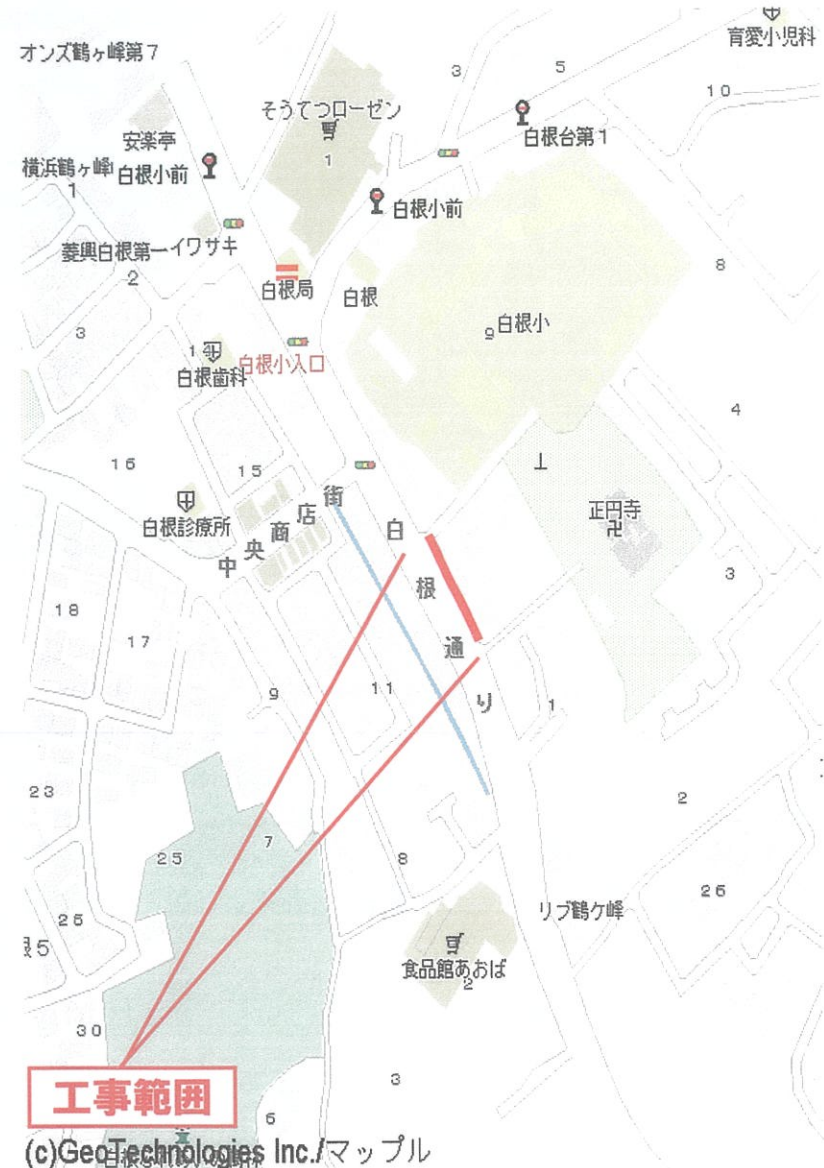 オンズ鶴ヶ峰第7
育愛小児科
3
5
10
そうてつローゼン
1
安楽亭
白根小前
白根台第1
横浜鶴ヶ峰
1
白根小前
菱興白根第一
イワサキ
2
白根局
白根
8
9
白根小
3
14
白根歯科
白根小入口
4
16
15
白根診療所
中央商店街
白根通り
正円寺
3
18
17
9
11
1
23
7
25
8
2
26
26
リブ鶴ケ峰
根5
食品館あおば
2
30
3
工事範囲
6
(c)GeoTechnologies Inc./マップル